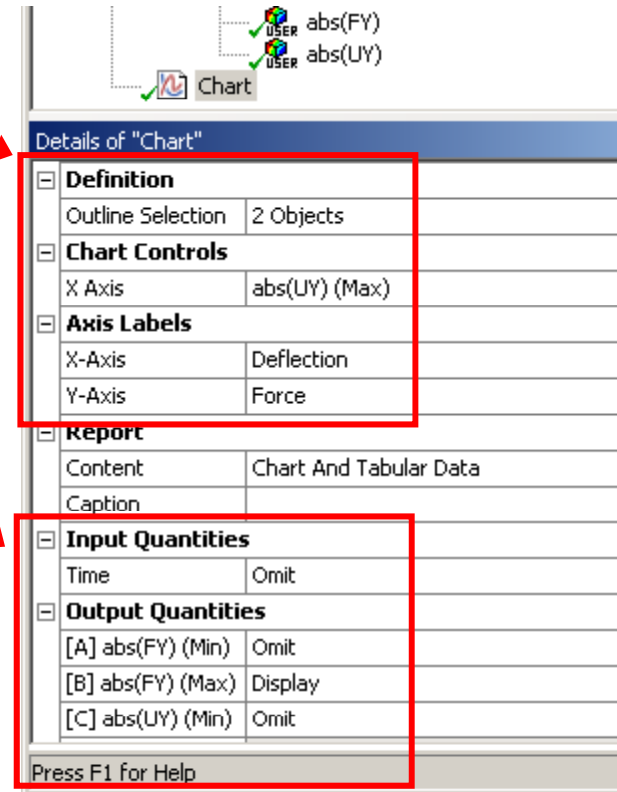 USER abs(FY)
USER abs(UY)
Chart
Details of "Chart"
Definition
Outline Selection 2 Objects
Chart Controls
X Axis abs(UY) (Max)
Axis Labels
X-Axis Deflection
Y-Axis Force
Report
Content Chart And Tabular Data
Caption
Input Quantities
Time Omit
Output Quantities
[A] abs(FY) (Min) Omit
[B] abs(FY) (Max) Display
[C] abs(UY) (Min) Omit
Press F1 for Help